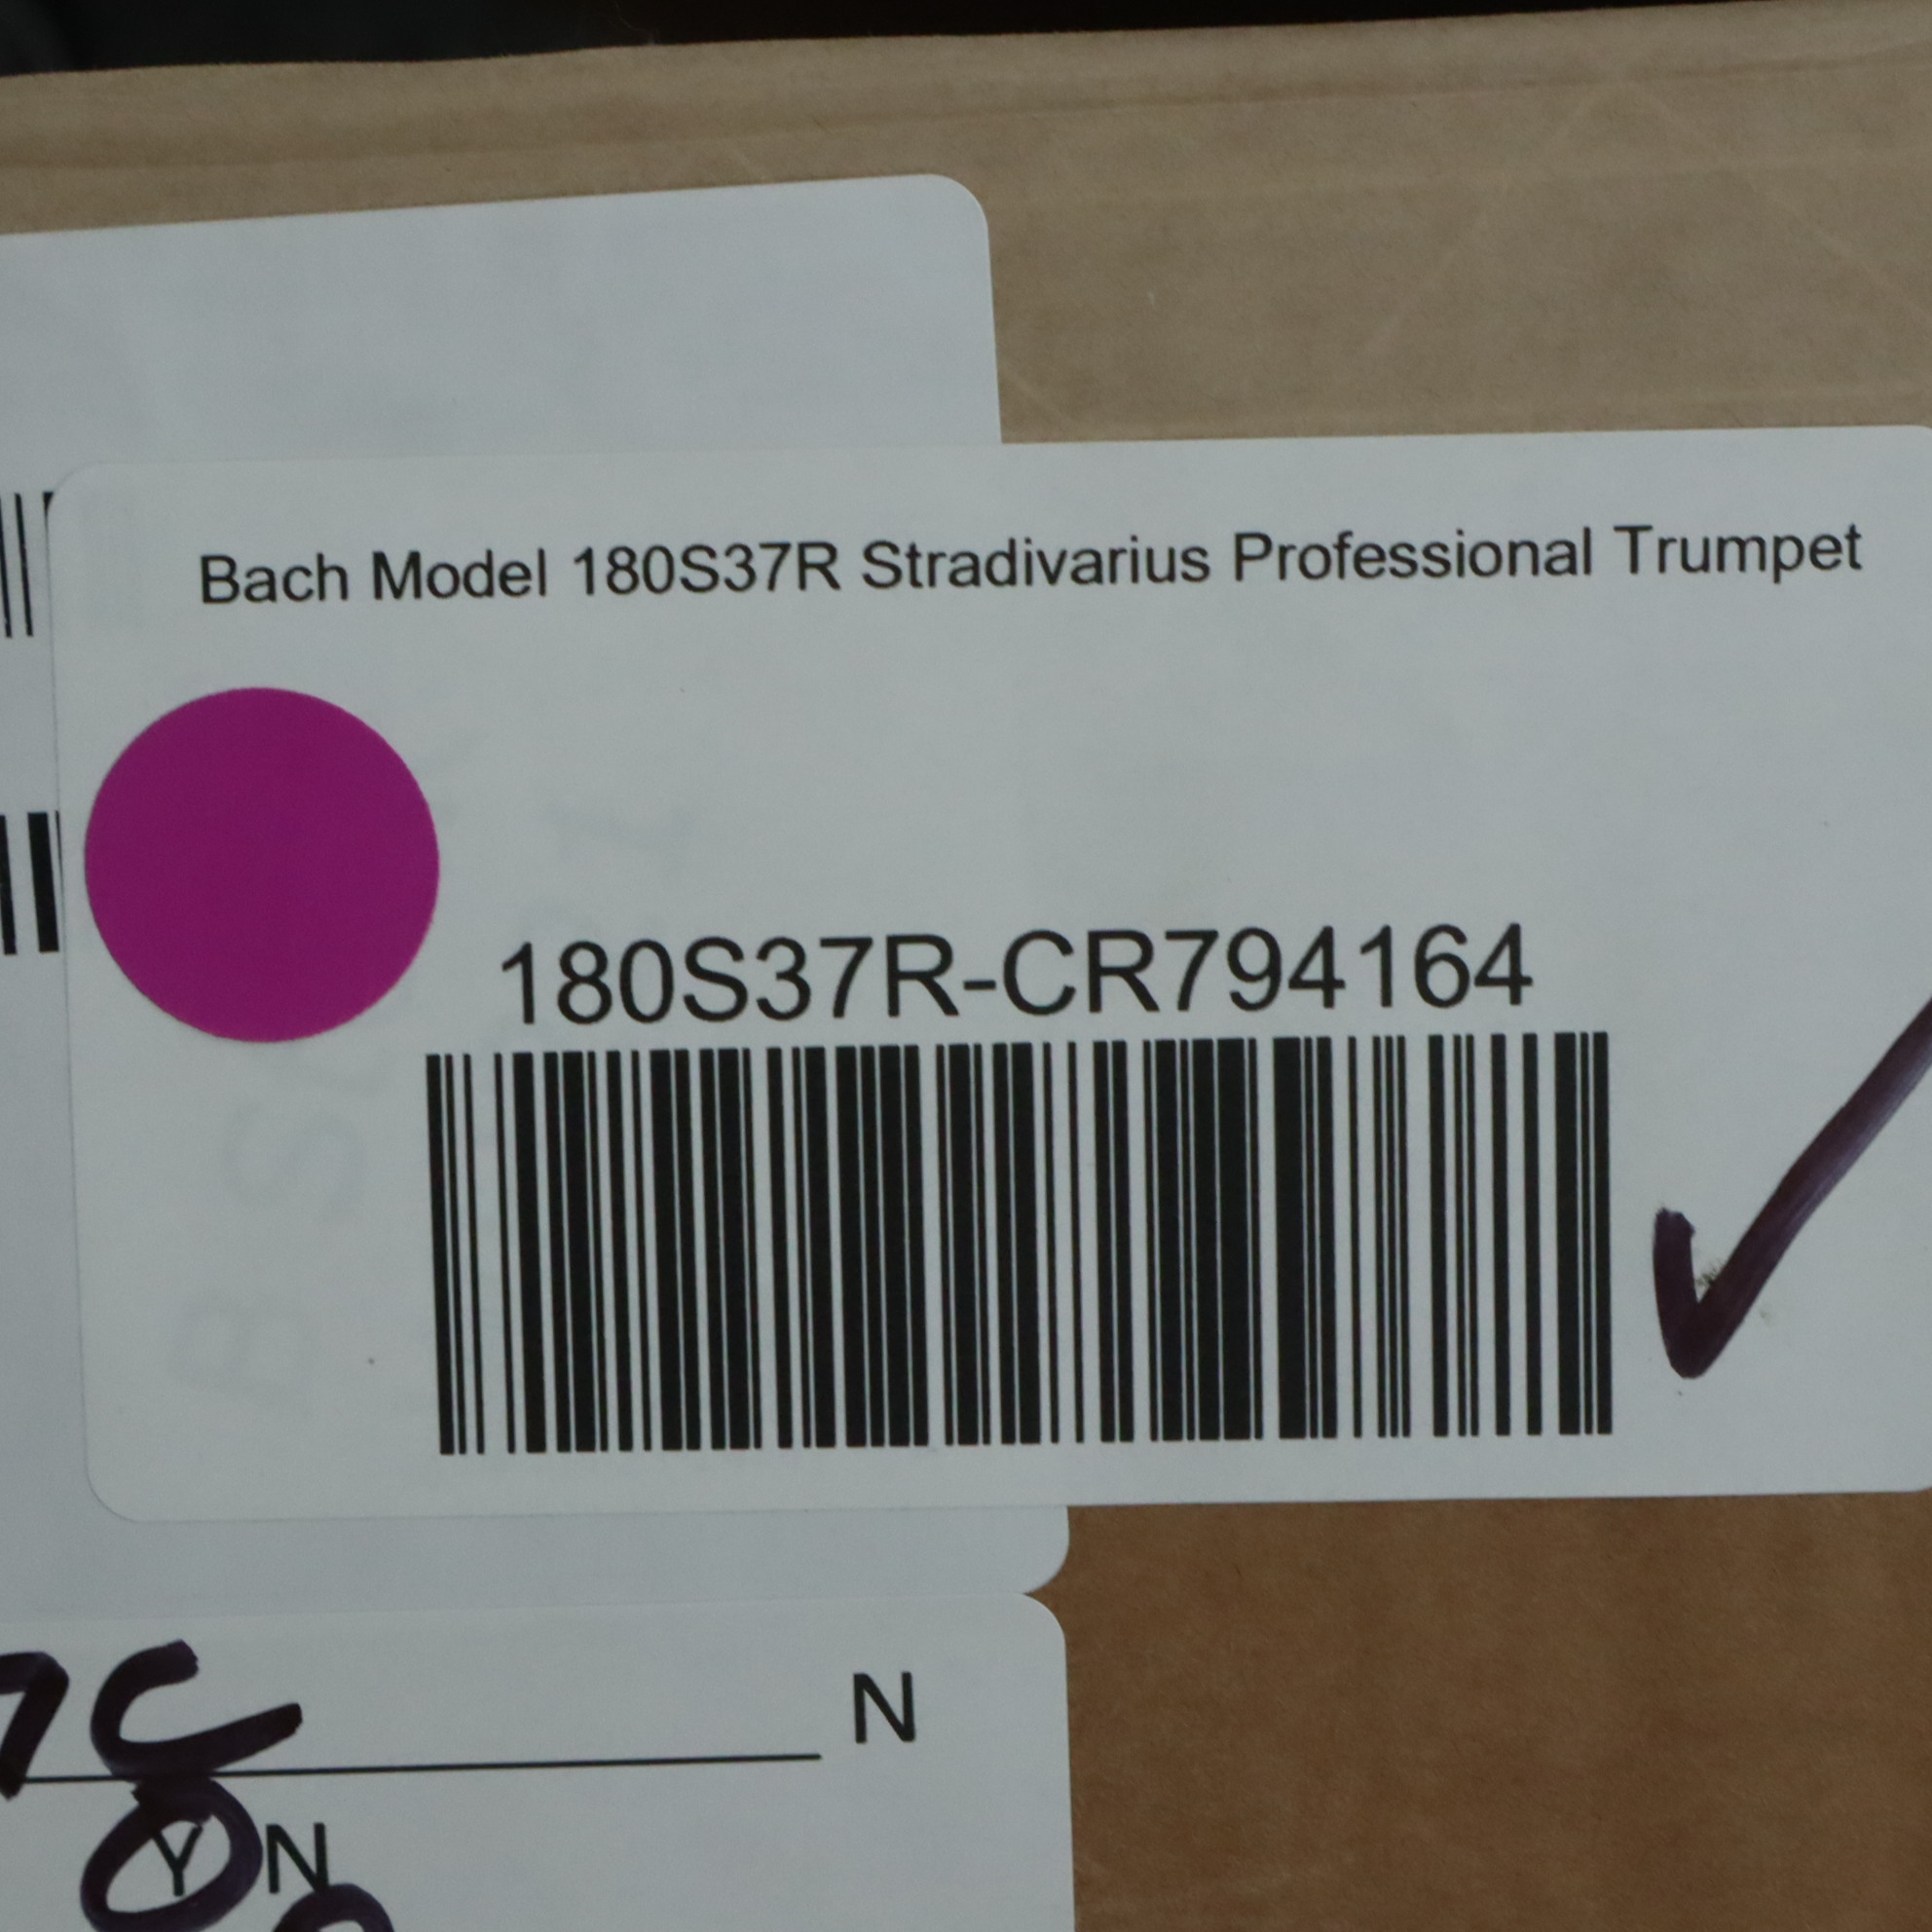 Bach Model 180S37R Stradivarius Professional Trumpet
180S37R-CR794164
N
Y N